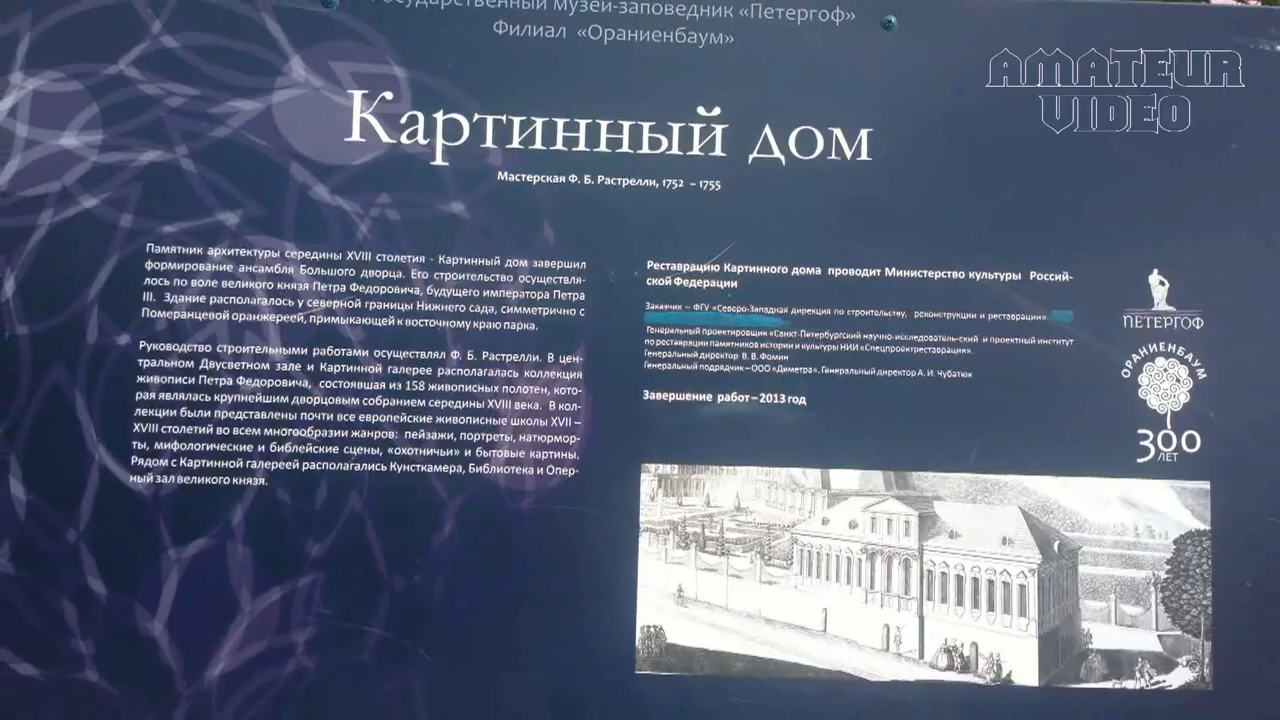 Государственный музей-заповедник «Петергоф»
Филиал «Ораниенбаум»
AMATEUR
VIDEO
Картинный дом
Мастерская Ф. Б. Растрелли, 1752 – 1755
Памятник архитектуры середины XVIII столетия - Картинный дом завершил
формирование ансамбля Большого дворца. Его строительство осуществля-
лось по воле великого князя Петра Федоровича, будущего императора Петра
III. Здание располагалось у северной границы Нижнего сада, симметрично с
Померанцевой оранжереей, примыкающей к восточному краю парка.
Руководство строительными работами осуществлял Ф. Б. Растрелли. В цен-
тральном Двусветном зале и Картинной галерее располагалась коллекция
живописи Петра Федоровича, состоявшая из 158 живописных полотен, кото-
рая являлась крупнейшим дворцовым собранием середины XVIII века. В кол-
лекции были представлены почти все европейские живописные школы XVII –
XVIII столетий во всем многообразии жанров: пейзажи, портреты, натюрмор-
ты, мифологические и библейские сцены, «охотничьи» и бытовые картины.
Рядом с Картинной галереей располагались Кунсткамера, Библиотека и Опер-
ный зал великого князя.
Реставрацию Картинного дома проводит Министерство культуры Россий-
ской Федерации
Заказчик – ФГУ «Северо-Западная дирекция по строительству, реконструкции и реставрации».
Генеральный проектировщик «Санкт-Петербургский научно-исследователь-ский и проектный институт
по реставрации памятников истории и культуры НИИ «Спецпроектреставрация».
Генеральный директор В. В. Фомин
Генеральный подрядчик – ООО «Деметра». Генеральный директор А. И. Чубатюк
Завершение работ – 2013 год
ПЕТЕРГОФ
ОРАНИЕНБАУМ
300
ЛЕТ